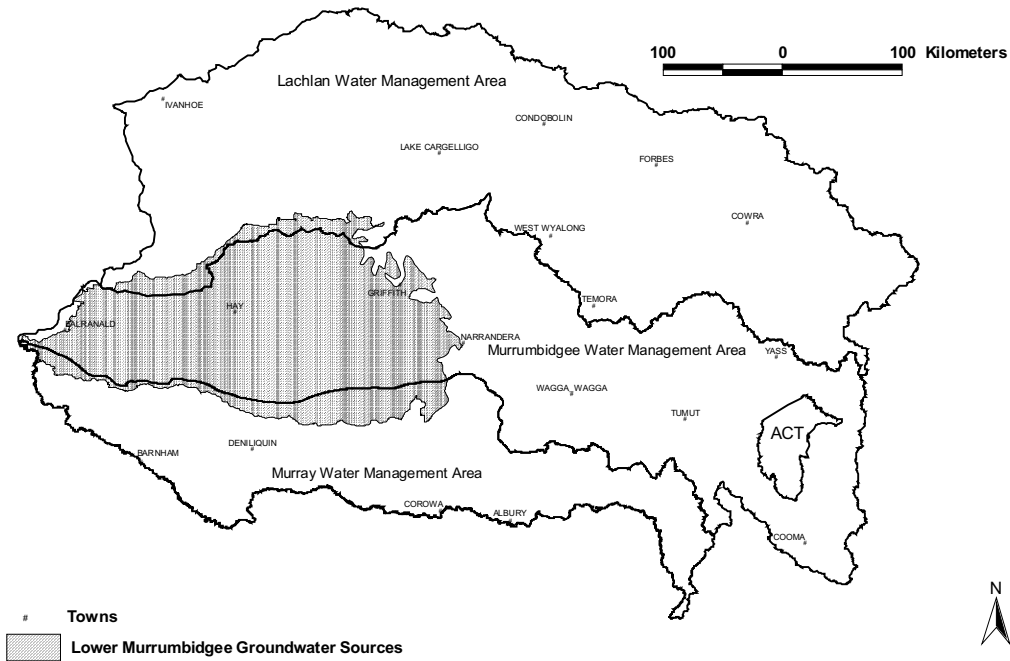 100 0 100 Kilometers
Lachlan Water Management Area
IVANHOE
CONDOBOLIN
LAKE CARGELLIGO
FORBES
COWRA
WEST WYALONG
GRIFFITH
TEMORA
HAY
NARRANDERA
Murrumbidgee Water Management Area
YASS
WAGGA WAGGA
TUMUT
ACT
DENILIQUIN
BARNHAM
Murray Water Management Area
COROWA
ALBURY
COOMA
N
# Towns
Lower Murrumbidgee Groundwater Sources